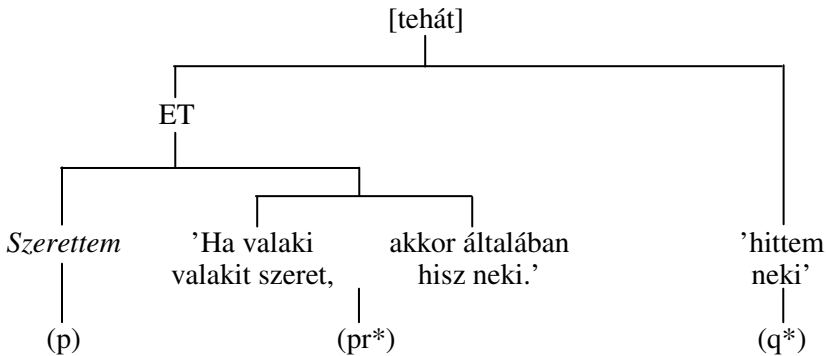 [tehát]
ET
Szerettem
’Ha valaki
valakit szeret,
akkor általában
hisz neki.’
’hittem
neki’
(p)
(pr*)
(q*)